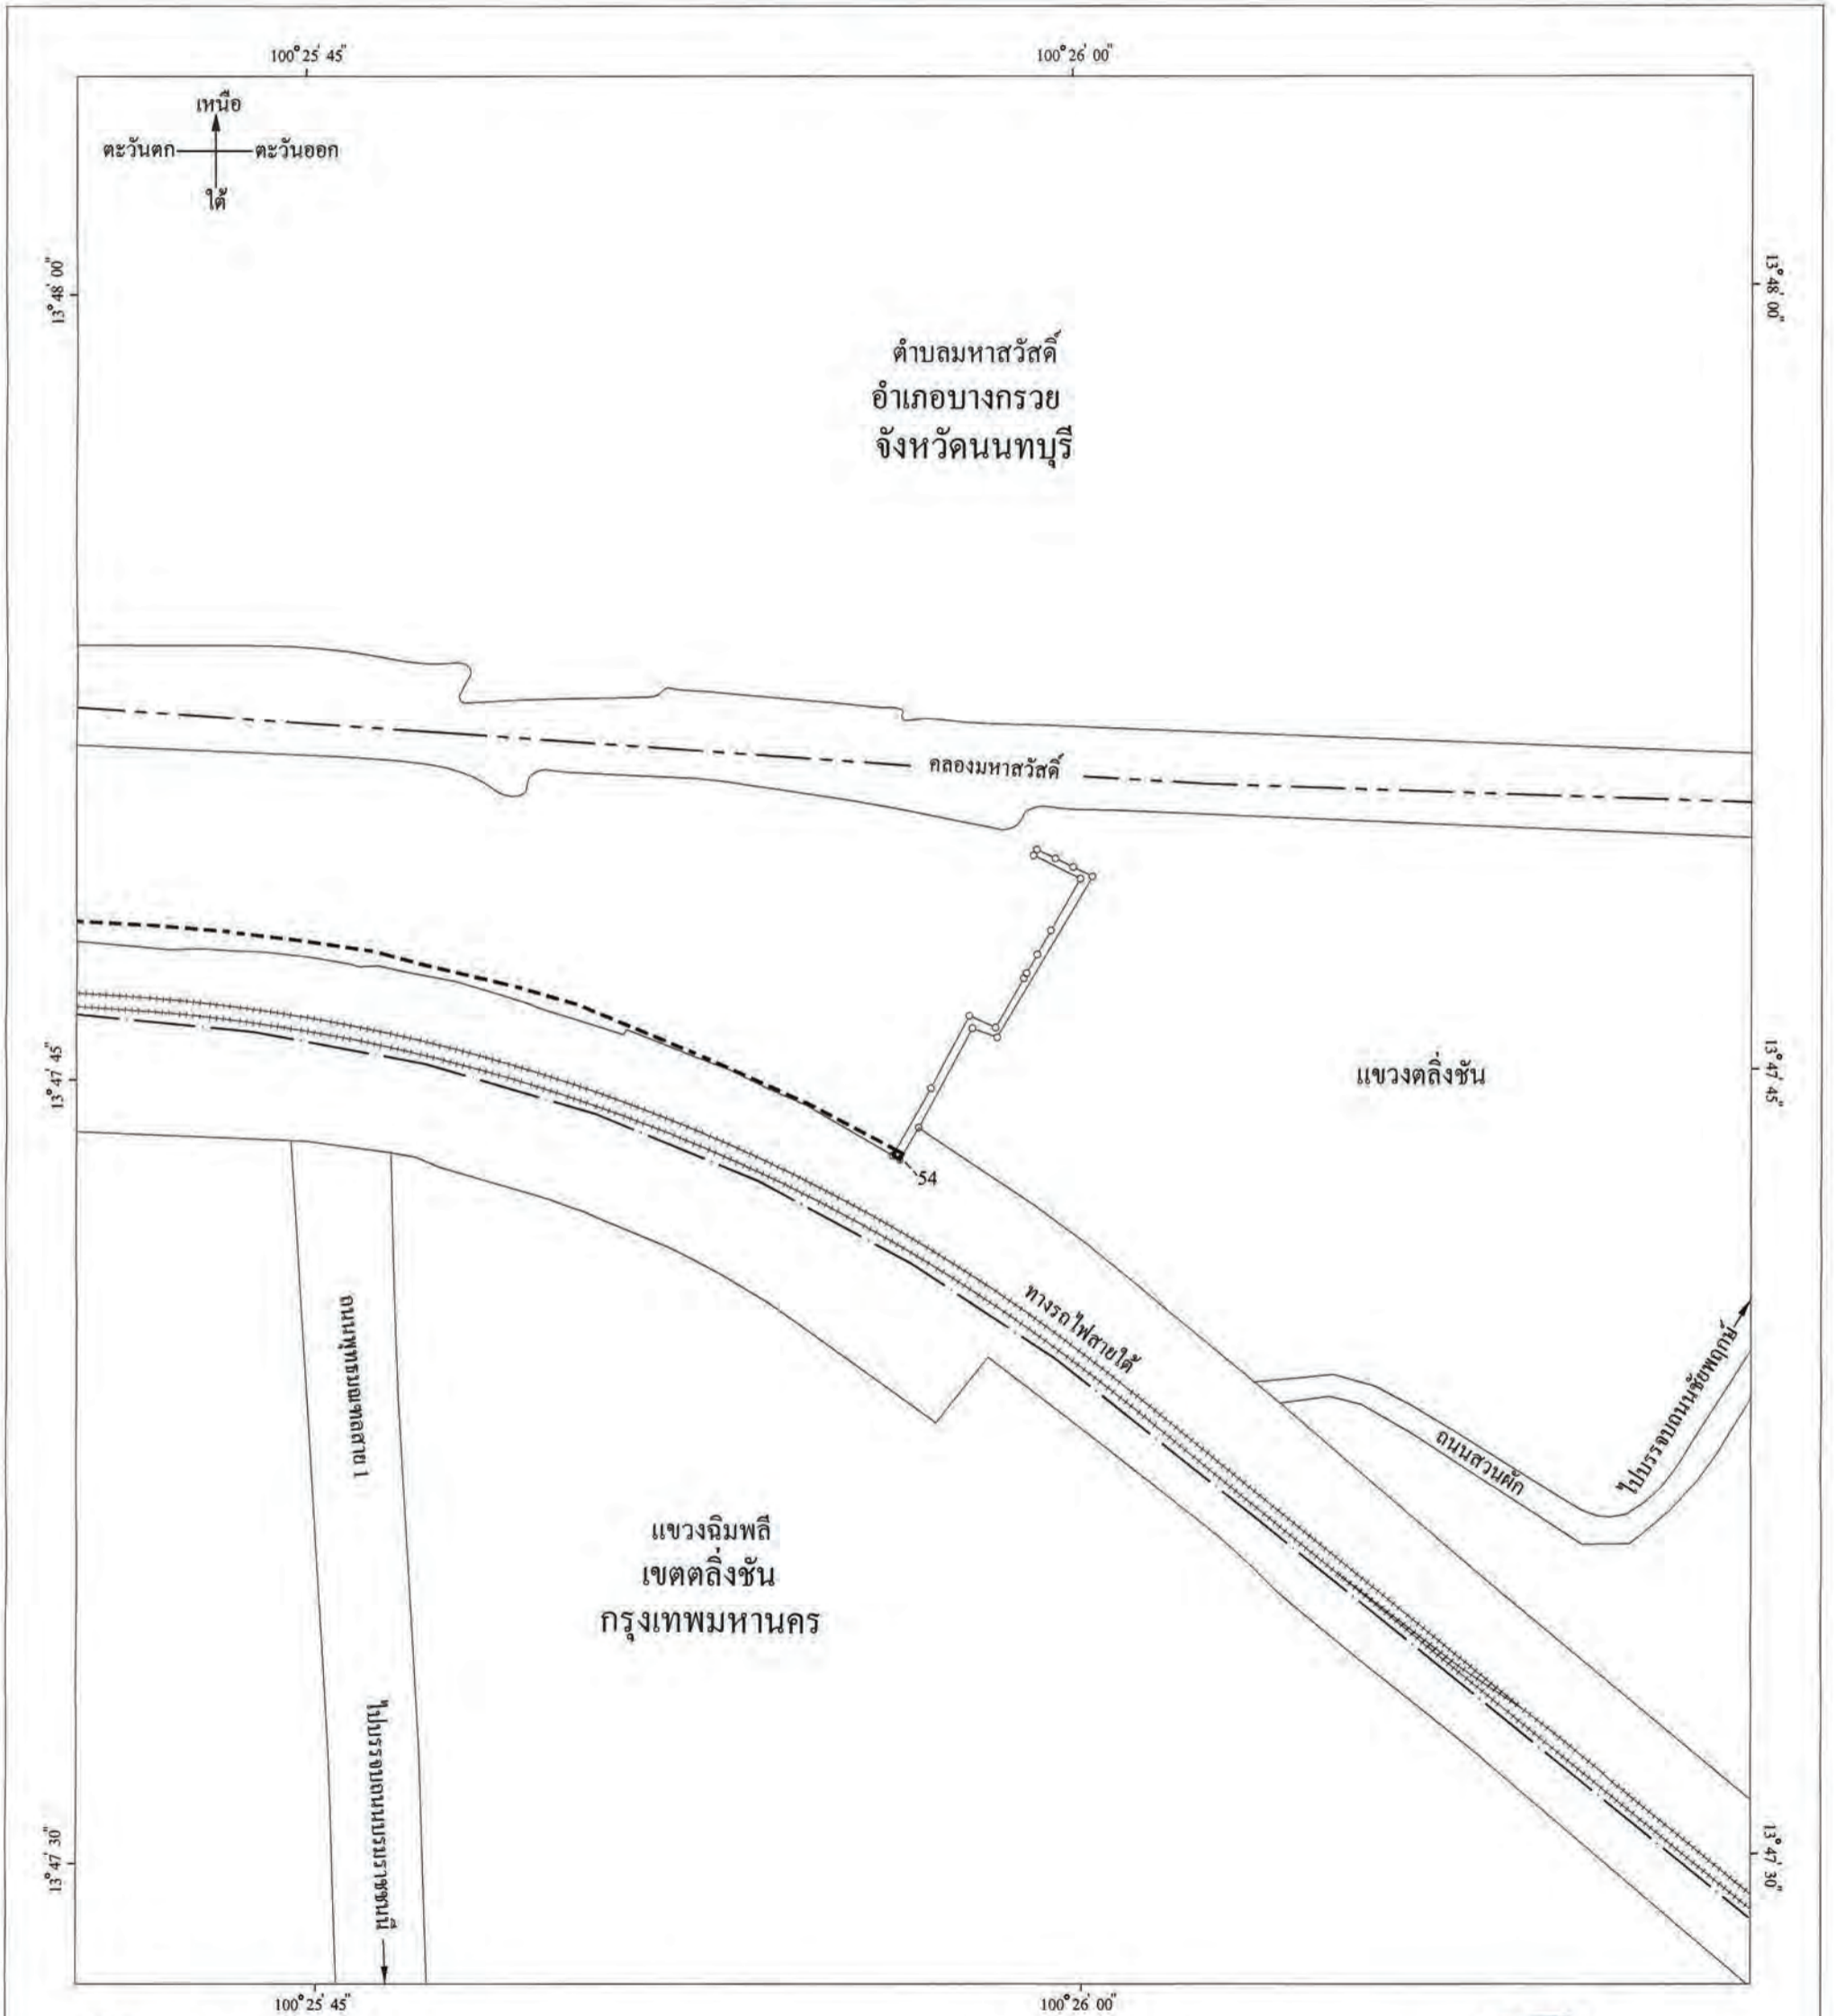 100° 25' 45"
100° 26' 00"
เหนือ
ตะวันตก
ตะวันออก
ใต้
13° 48' 00"
13° 48' 00"
ตำบลมหาสวัสดิ์
อำเภอบางกรวย
จังหวัดนนทบุรี
คลองมหาสวัสดิ์
13° 47' 45"
13° 47' 45"
แขวงตลิ่งชัน
54
ทางรถไฟสายใต้
ถนนพุทธมณฑลสาย 1
ไปบรรจบถนนชัยพฤกษ์
ถนนสวนผัก
แขวงฉิมพลี
เขตตลิ่งชัน
กรุงเทพมหานคร
ไปบรรจบถนนบรมราชชนนี
13° 47' 30"
13° 47' 30"
100° 25' 45"
100° 26' 00"